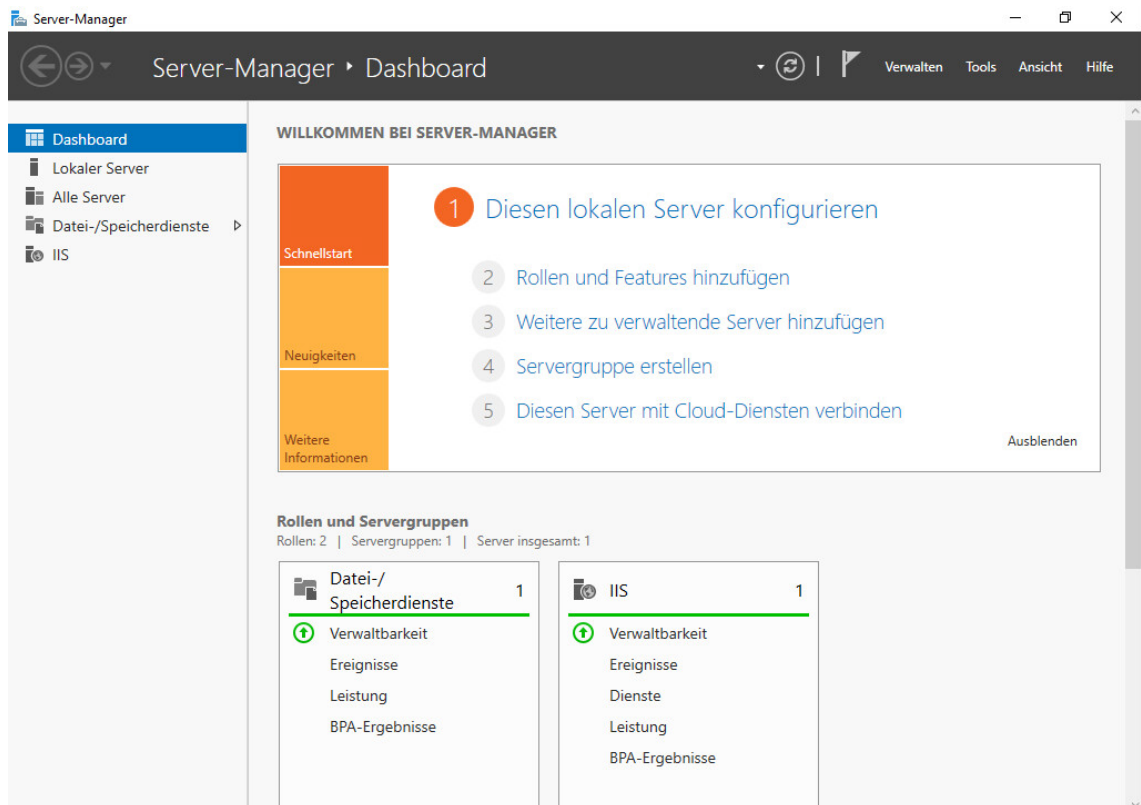 Server-Manager
Server-Manager ‣ Dashboard
Verwalten Tools Ansicht Hilfe
Dashboard
Lokaler Server
Alle Server
Datei-/Speicherdienste
IIS
WILLKOMMEN BEI SERVER-MANAGER
Schnellstart
Neuigkeiten
Weitere
Informationen
1 Diesen lokalen Server konfigurieren
2 Rollen und Features hinzufügen
3 Weitere zu verwaltende Server hinzufügen
4 Servergruppe erstellen
5 Diesen Server mit Cloud-Diensten verbinden
Ausblenden
Rollen und Servergruppen
Rollen: 2 | Servergruppen: 1 | Server insgesamt: 1
Datei-/
Speicherdienste 1
Verwaltbarkeit
Ereignisse
Leistung
BPA-Ergebnisse
IIS 1
Verwaltbarkeit
Ereignisse
Dienste
Leistung
BPA-Ergebnisse